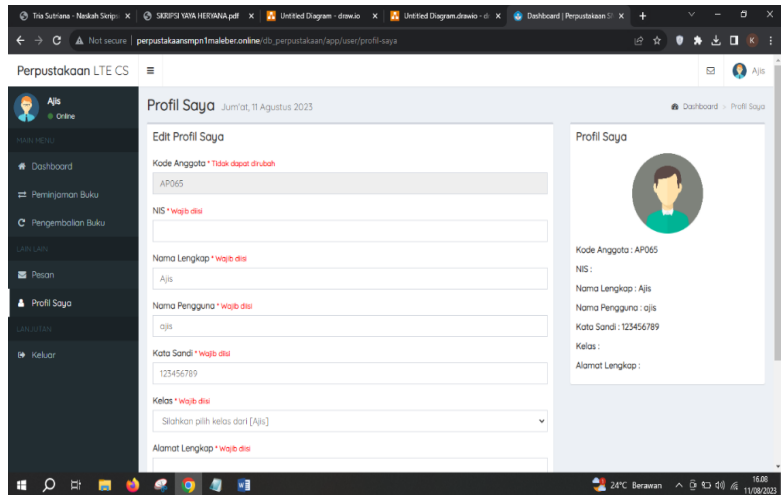 Tria Sutriana - Naskah Skripsi
SKRIPSI YAYA HERYANA.pdf
Untitled Diagram - draw.io
Untitled Diagram.drawio - di
Dashboard | Perpustakaan S
Not secure | perpustakaansmpn1maleber.online/db_perpustakaan/app/user/profil-saya
K
Perpustakaan LTE CS
Ajis
Ajis
Online
MAIN MENU
Dashboard
Peminjaman Buku
Pengembalian Buku
LAIN LAIN
Pesan
Profil Saya
LANJUTAN
Keluar
Profil Saya Jum'at, 11 Agustus 2023
Dashboard > Profil Saya
Edit Profil Saya
Kode Anggota * Tidak dapat dirubah
AP065
NIS * Wajib diisi
Nama Lengkap * Wajib diisi
Ajis
Nama Pengguna * Wajib diisi
ajis
Kata Sandi * Wajib diisi
123456789
Kelas * Wajib diisi
Silahkan pilih kelas dari [Ajis]
Alamat Lengkap * Wajib diisi
Profil Saya
Kode Anggota : AP065
NIS :
Nama Lengkap : Ajis
Nama Pengguna : ajis
Kata Sandi : 123456789
Kelas :
Alamat Lengkap :
24°C Berawan
16.08
11/08/2023